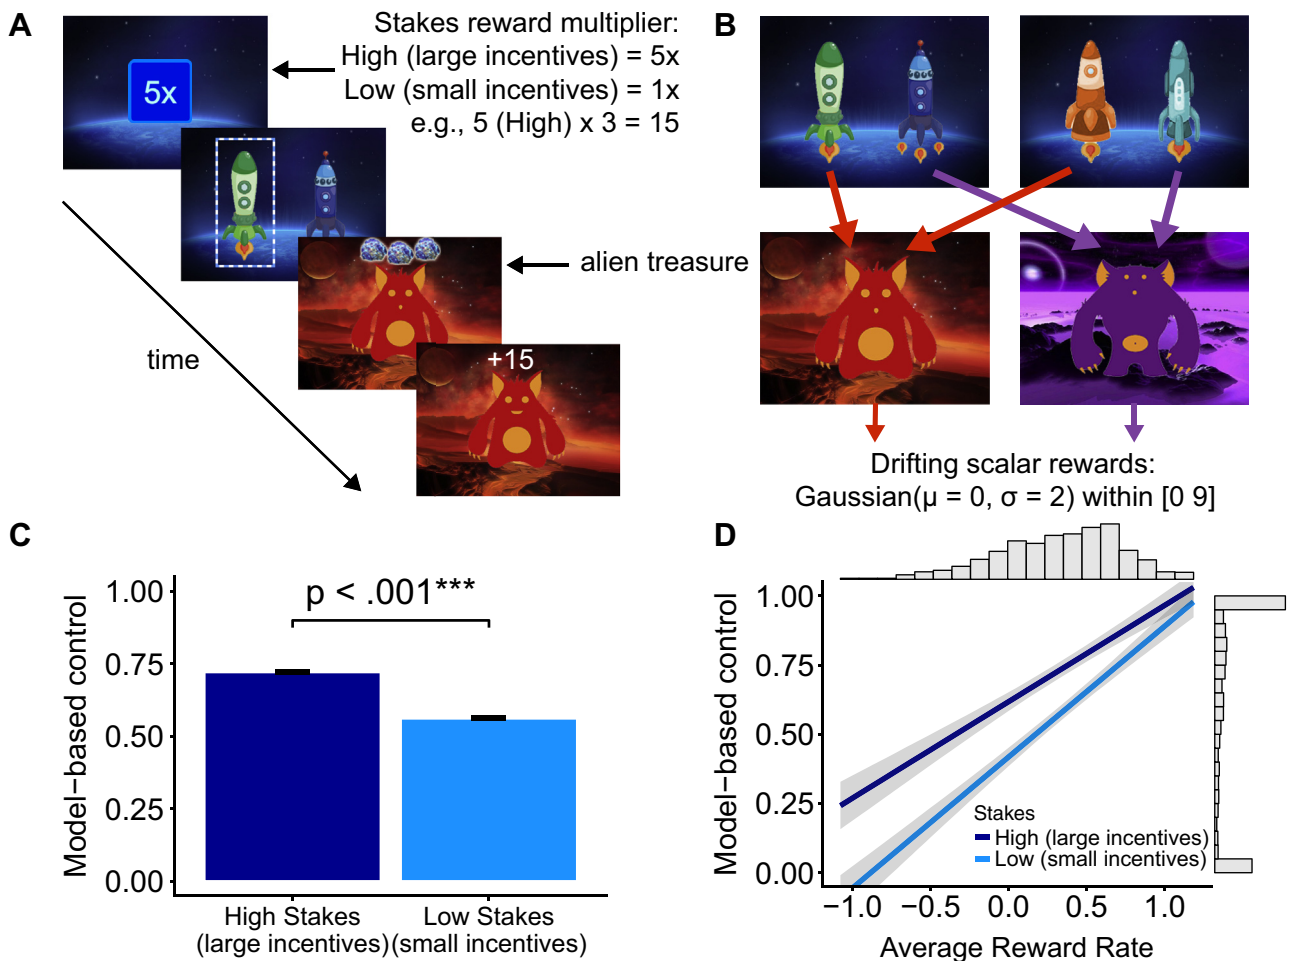 A
Stakes reward multiplier:
High (large incentives) = 5x
Low (small incentives) = 1x
e.g., 5 (High) x 3 = 15
5x
alien treasure
+15
time
B
Drifting scalar rewards:
Gaussian(μ = 0, σ = 2) within [0 9]
C
Model−based control
1.00
0.75
0.50
0.25
0.00
p < .001***
High Stakes
(large incentives)
Low Stakes
(small incentives)
D
Model−based control
1.00
0.75
0.50
0.25
0.00
Stakes
High (large incentives)
Low (small incentives)
−1.0 −0.5 0.0 0.5 1.0
Average Reward Rate